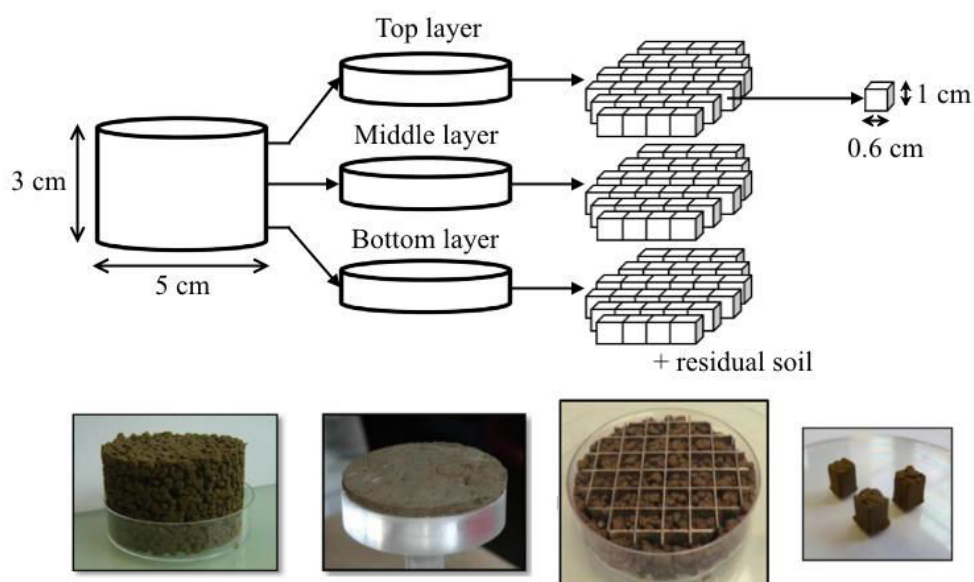 Top layer
Middle layer
Bottom layer
3 cm
5 cm
1 cm
0.6 cm
+ residual soil